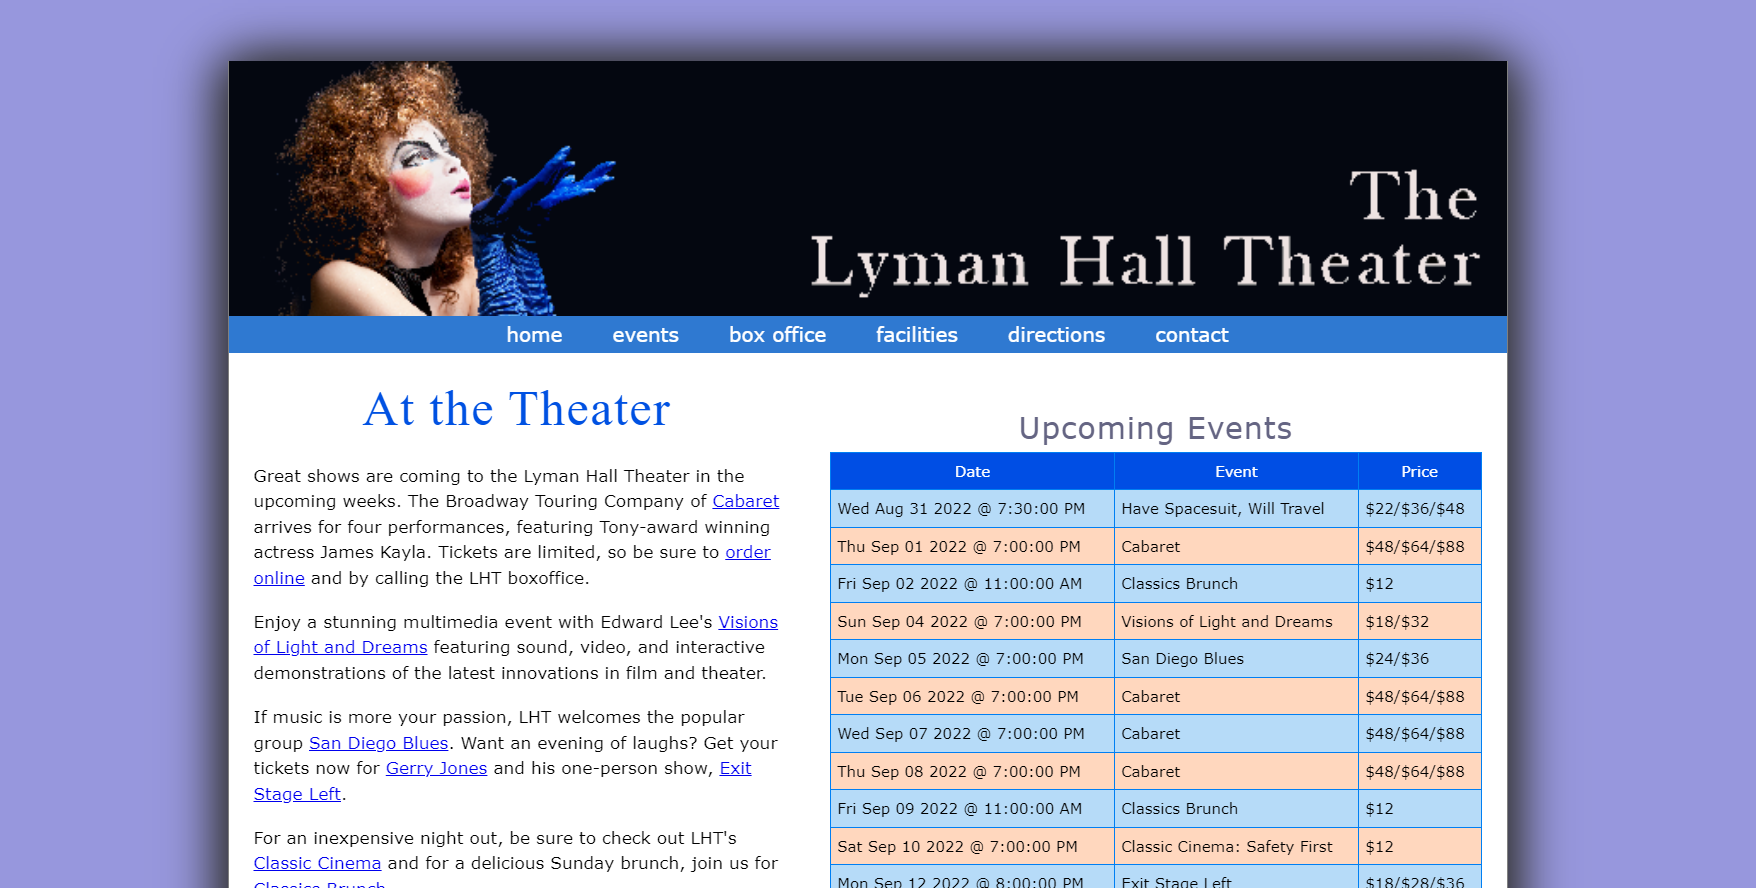 The
Lyman Hall Theater
home events box office facilities directions contact
At the Theater
Great shows are coming to the Lyman Hall Theater in the
upcoming weeks. The Broadway Touring Company of Cabaret
arrives for four performances, featuring Tony-award winning
actress James Kayla. Tickets are limited, so be sure to order
online and by calling the LHT boxoffice.
Enjoy a stunning multimedia event with Edward Lee's Visions
of Light and Dreams featuring sound, video, and interactive
demonstrations of the latest innovations in film and theater.
If music is more your passion, LHT welcomes the popular
group San Diego Blues. Want an evening of laughs? Get your
tickets now for Gerry Jones and his one-person show, Exit
Stage Left.
For an inexpensive night out, be sure to check out LHT's
Classic Cinema and for a delicious Sunday brunch, join us for
Classics Brunch
Upcoming Events
Date Event Price
Wed Aug 31 2022 @ 7:30:00 PM Have Spacesuit, Will Travel $22/$36/$48
Thu Sep 01 2022 @ 7:00:00 PM Cabaret $48/$64/$88
Fri Sep 02 2022 @ 11:00:00 AM Classics Brunch $12
Sun Sep 04 2022 @ 7:00:00 PM Visions of Light and Dreams $18/$32
Mon Sep 05 2022 @ 7:00:00 PM San Diego Blues $24/$36
Tue Sep 06 2022 @ 7:00:00 PM Cabaret $48/$64/$88
Wed Sep 07 2022 @ 7:00:00 PM Cabaret $48/$64/$88
Thu Sep 08 2022 @ 7:00:00 PM Cabaret $48/$64/$88
Fri Sep 09 2022 @ 11:00:00 AM Classics Brunch $12
Sat Sep 10 2022 @ 7:00:00 PM Classic Cinema: Safety First $12
Mon Sep 12 2022 @ 8:00:00 PM Exit Stage Left $18/$28/$36